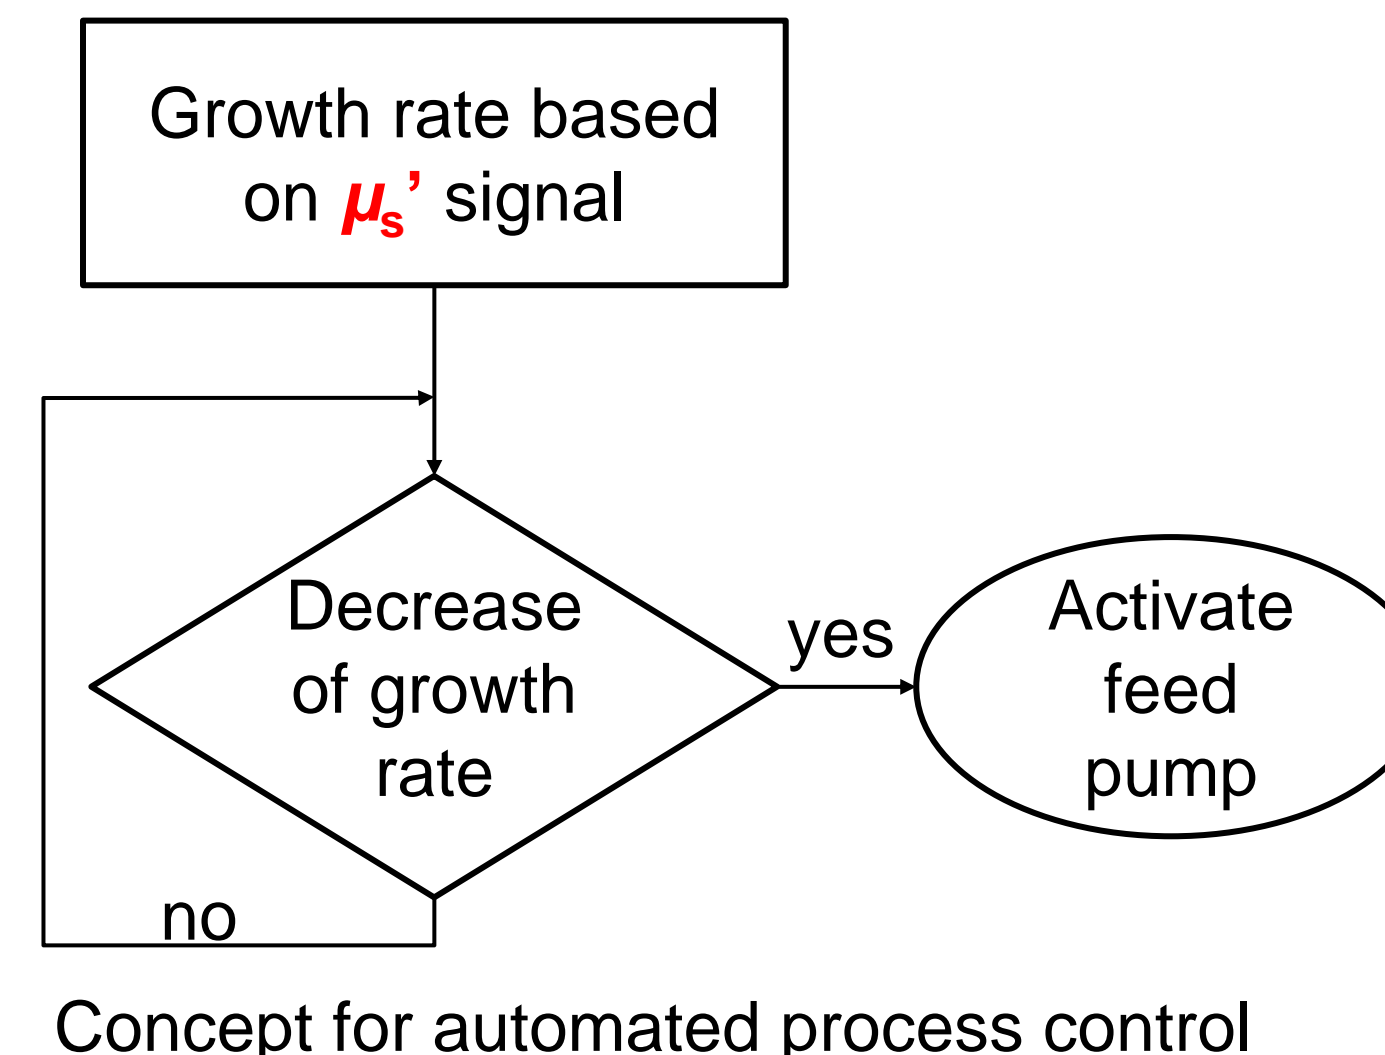 Growth rate based
on μs’ signal
Decrease
of growth
rate
yes
Activate
feed
pump
no
Concept for automated process control